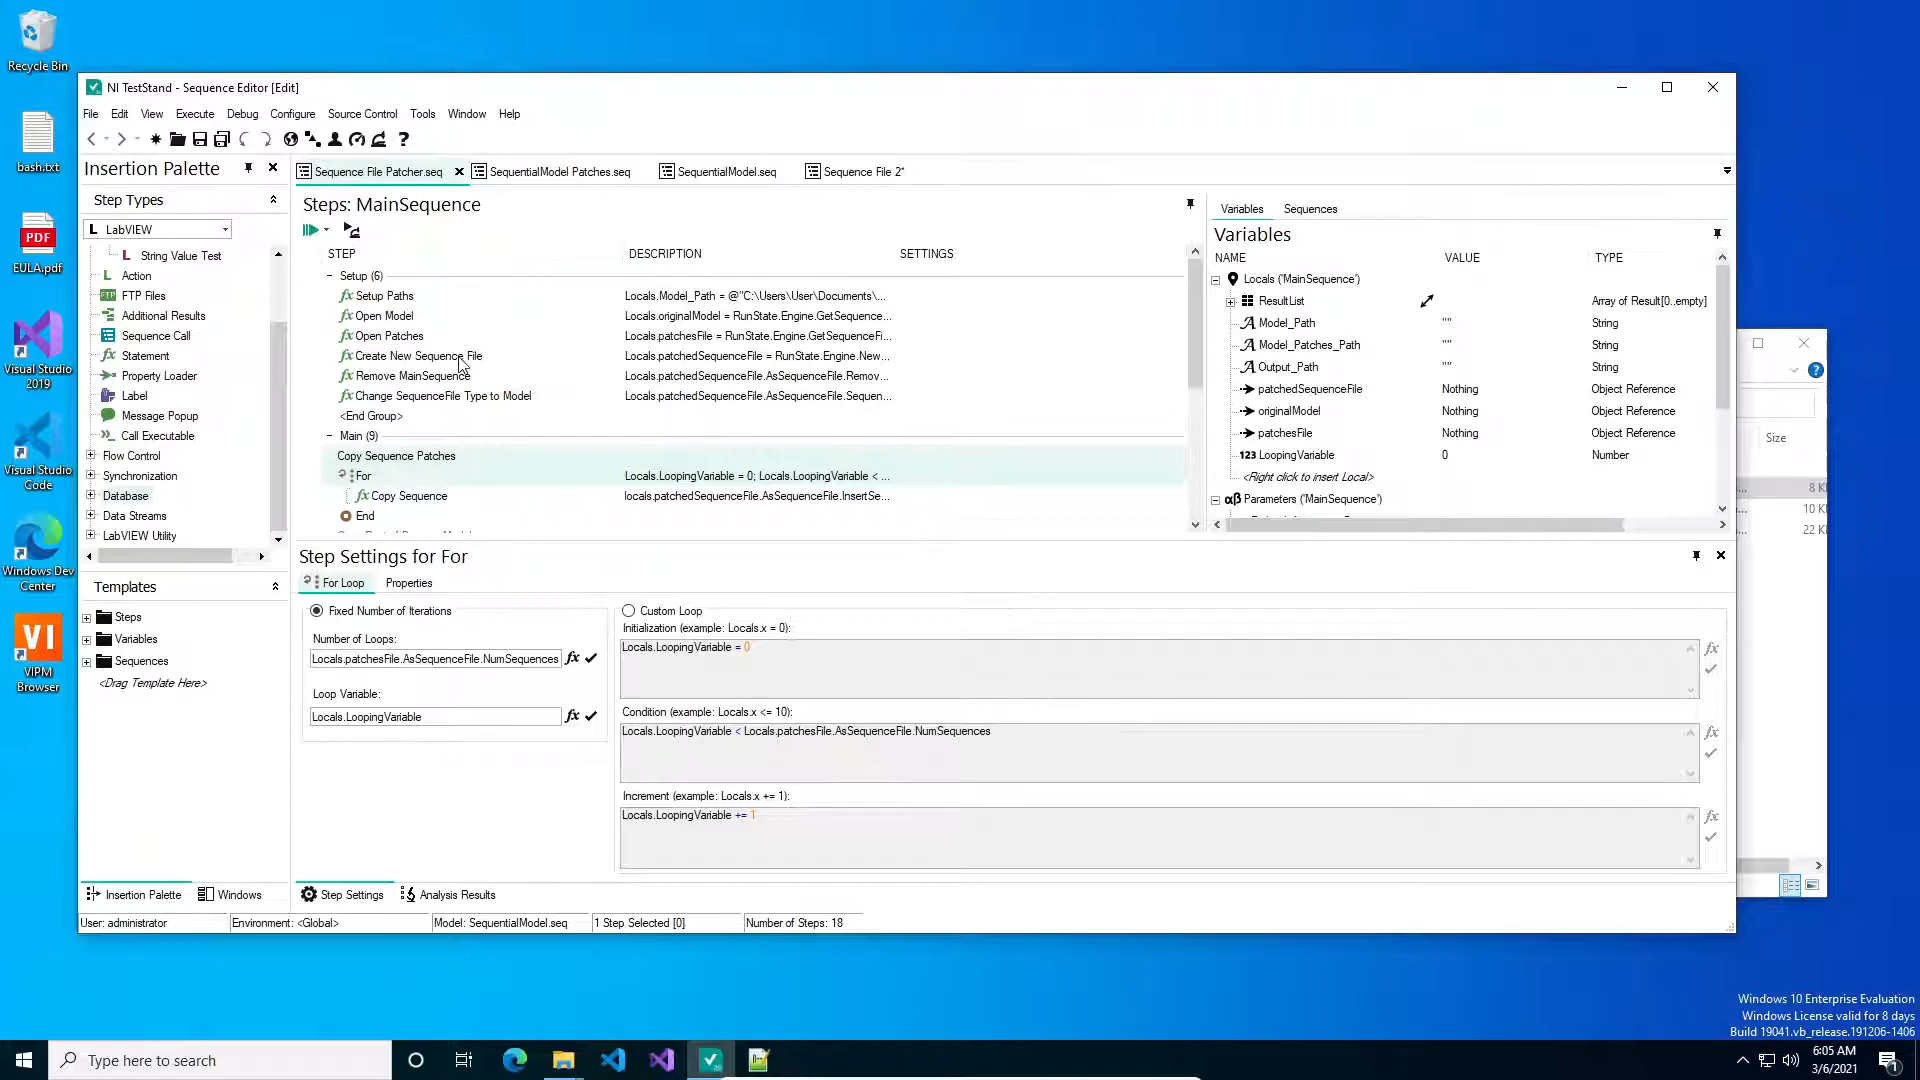 Recycle Bin
bash.txt
PDF
EULA.pdf
Visual Studio
2019
Visual Studio
Code
Windows Dev
Center
VI
VIPM
Browser
NI TestStand - Sequence Editor [Edit]
File Edit View Execute Debug Configure Source Control Tools Window Help
Insertion Palette
Step Types
LabVIEW
String Value Test
Action
FTP Files
Additional Results
Sequence Call
Statement
Property Loader
Label
Message Popup
Call Executable
Flow Control
Synchronization
Database
Data Streams
LabVIEW Utility
Templates
Steps
Variables
Sequences
<Drag Template Here>
Insertion Palette Windows
Sequence File Patcher.seq SequentialModel Patches.seq SequentialModel.seq Sequence File 2*
Steps: MainSequence
STEP DESCRIPTION SETTINGS
Setup (6)
Setup Paths Locals.Model_Path = @"C:\Users\User\Documents\...
Open Model Locals.originalModel = RunState.Engine.GetSequence...
Open Patches Locals.patchesFile = RunState.Engine.GetSequenceFi...
Create New Sequence File Locals.patchedSequenceFile = RunState.Engine.New...
Remove MainSequence Locals.patchedSequenceFile.AsSequenceFile.Remov...
Change SequenceFile Type to Model Locals.patchedSequenceFile.AsSequenceFile.Sequen...
<End Group>
Main (9)
Copy Sequence Patches
For Locals.LoopingVariable = 0; Locals.LoopingVariable < ...
Copy Sequence locals.patchedSequenceFile.AsSequenceFile.InsertSe...
End
Variables Sequences
Variables
NAME VALUE TYPE
Locals ('MainSequence')
ResultList Array of Result[0..empty]
Model_Path "" String
Model_Patches_Path "" String
Output_Path "" String
patchedSequenceFile Nothing Object Reference
originalModel Nothing Object Reference
patchesFile Nothing Object Reference
LoopingVariable 0 Number
<Right click to insert Local>
Parameters ('MainSequence')
Step Settings for For
For Loop Properties
Fixed Number of Iterations
Number of Loops:
Locals.patchesFile.AsSequenceFile.NumSequences
Loop Variable:
Locals.LoopingVariable
Custom Loop
Initialization (example: Locals.x = 0):
Locals.LoopingVariable = 0
Condition (example: Locals.x <= 10):
Locals.LoopingVariable < Locals.patchesFile.AsSequenceFile.NumSequences
Increment (example: Locals.x += 1):
Locals.LoopingVariable += 1
Step Settings Analysis Results
User: administrator Environment: <Global> Model: SequentialModel.seq 1 Step Selected [0] Number of Steps: 18
Size
10 K
22 K
Windows 10 Enterprise Evaluation
Windows License valid for 8 days
Build 19041.vb_release.191206-1406
Type here to search
6:05 AM
3/6/2021
1